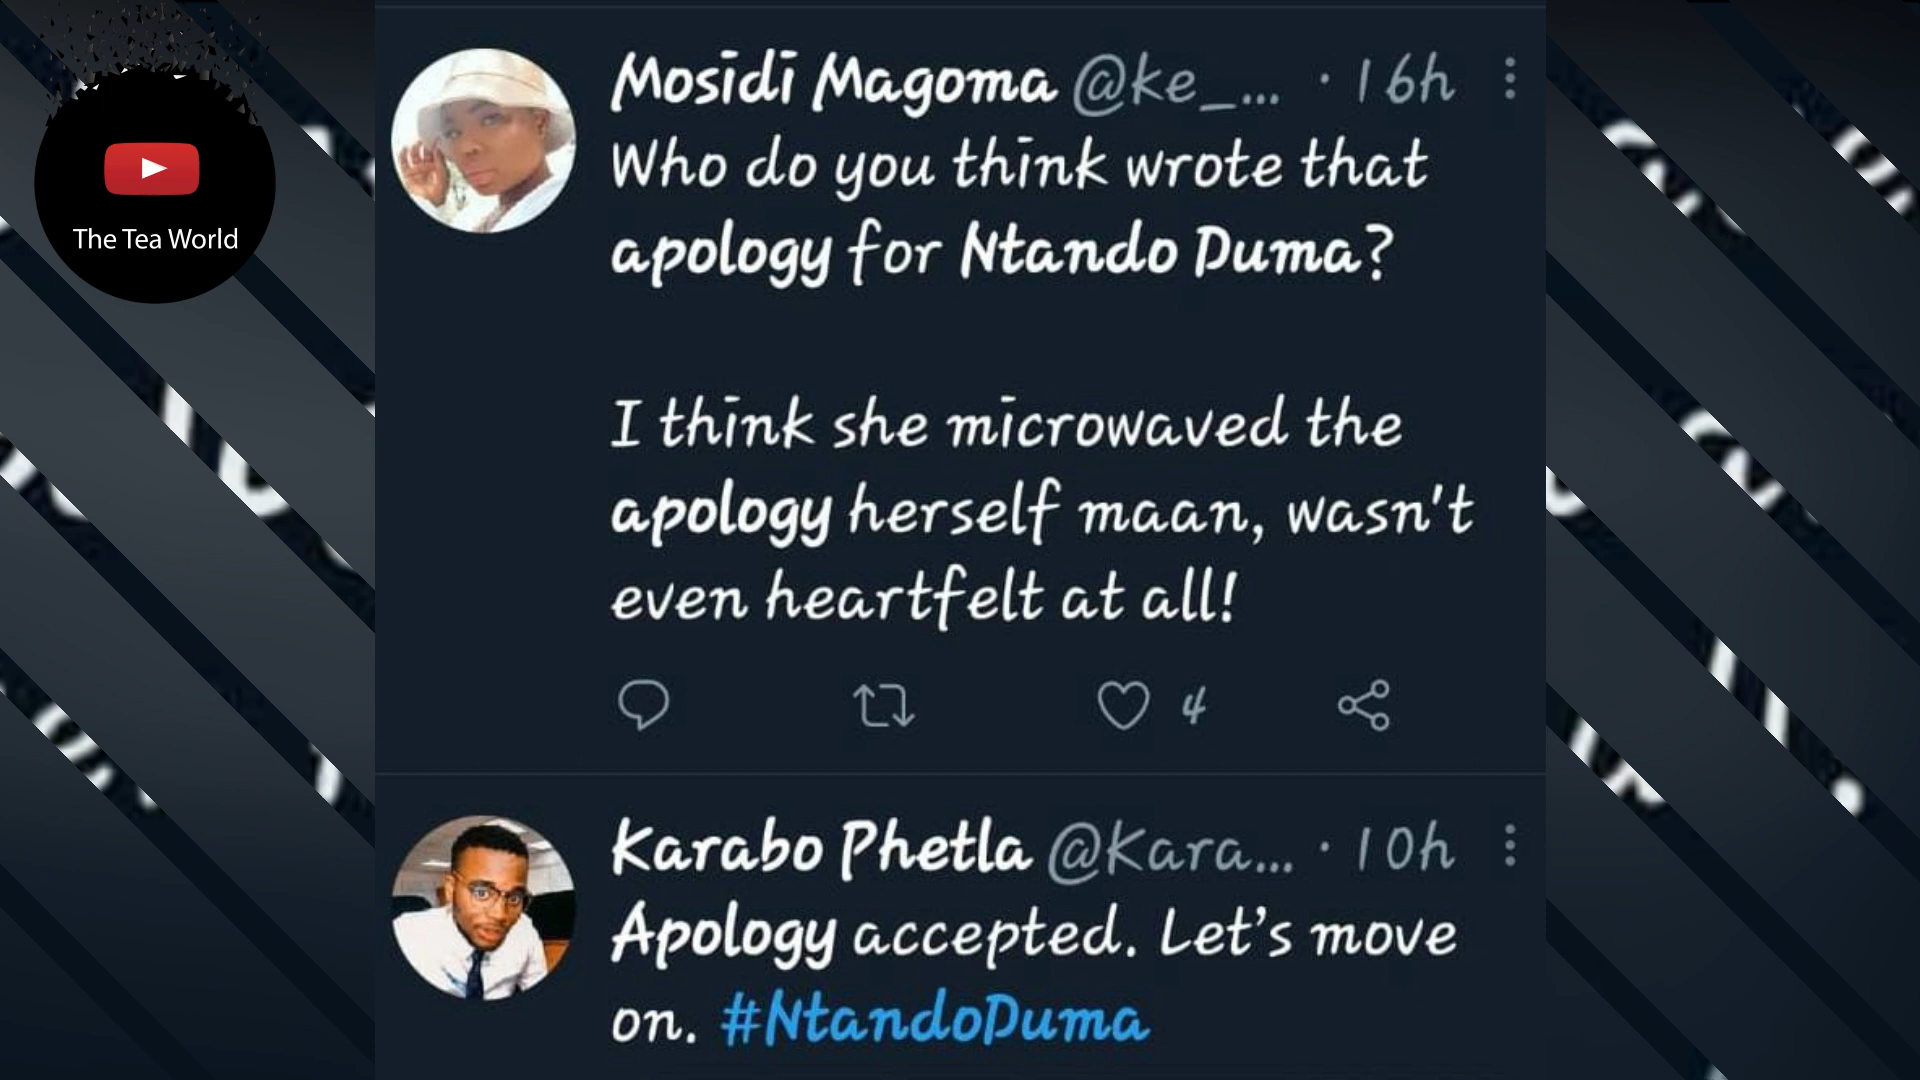 The Tea World
Mosidi Magoma @ke_... · 16h
Who do you think wrote that
apology for Ntando Duma?
I think she microwaved the
apology herself maan, wasn't
even heartfelt at all!
4
Karabo Phetla @Kara... · 10h
Apology accepted. Let's move
on. #NtandoDuma